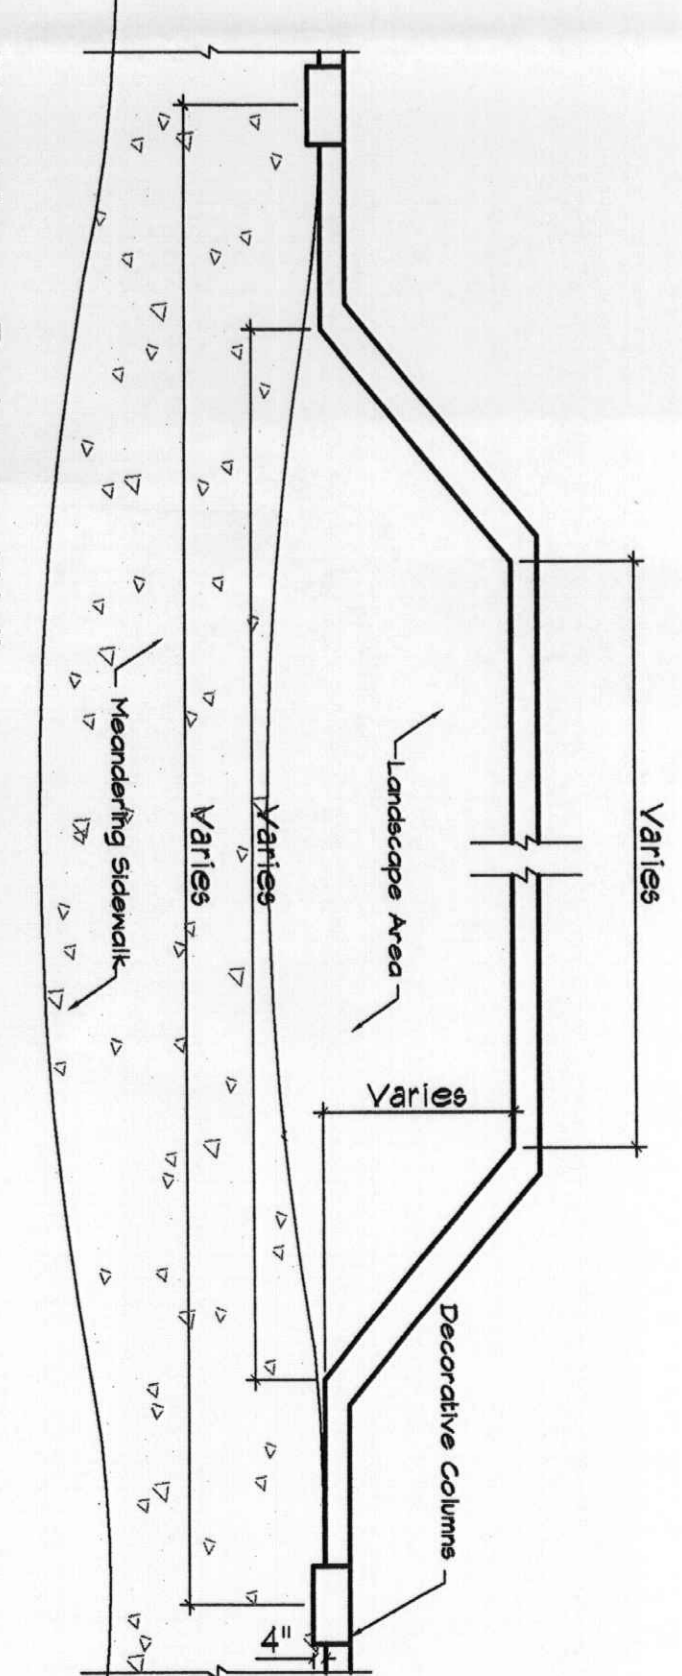 Varies
Landscape Area
Varies
Varies
Varies
Meandering Sidewalk
Decorative Columns
4"